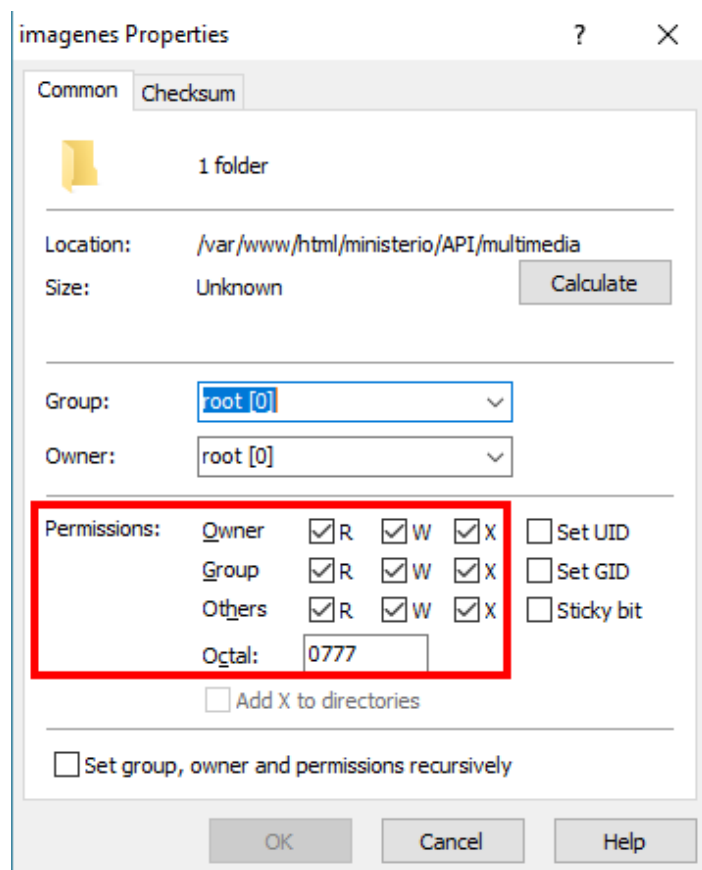 imagenes Properties ? ×
Common Checksum
1 folder
Location: /var/www/html/ministerio/API/multimedia
Size: Unknown Calculate
Group: root [0]
Owner: root [0]
Permissions: Owner R W X Set UID
Group R W X Set GID
Others R W X Sticky bit
Octal: 0777
Add X to directories
Set group, owner and permissions recursively
OK Cancel Help